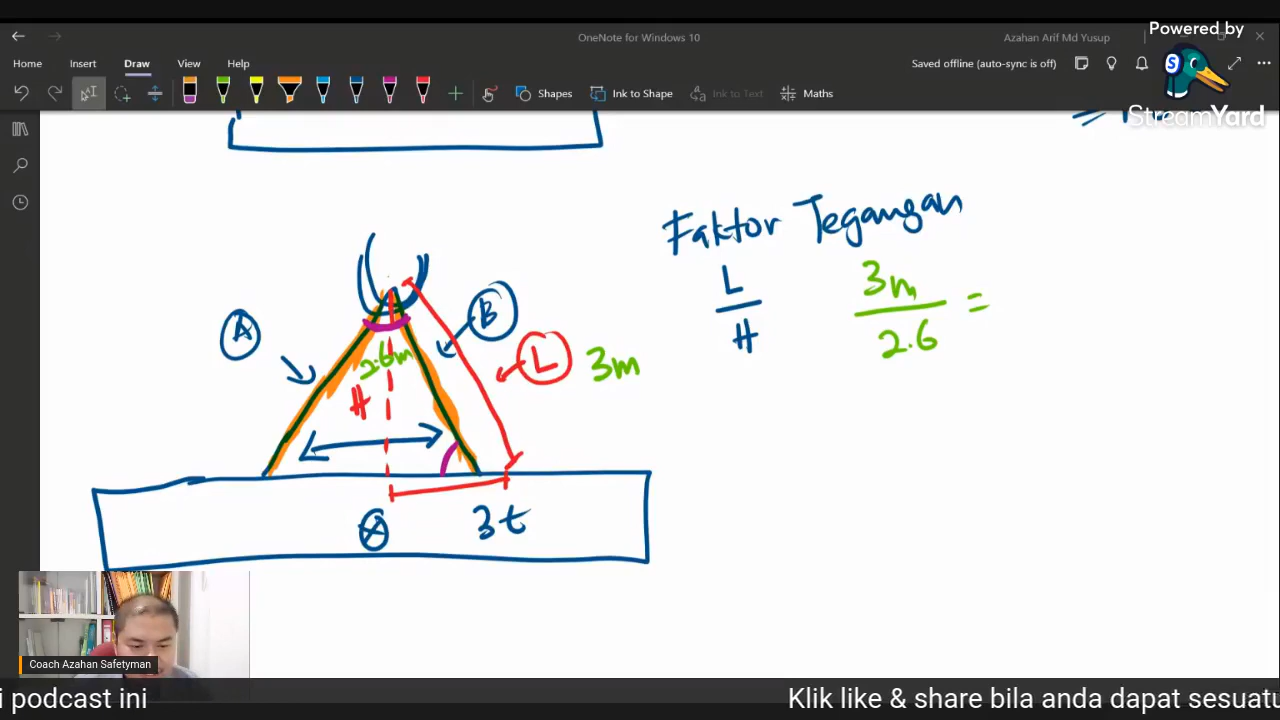 Powered by
StreamYard
OneNote for Windows 10
Azahan Arif Md Yusup
Home Insert Draw View Help
Saved offline (auto-sync is off)
Shapes Ink to Shape Ink to Text Maths
Faktor Tegangan
L 3m
H 2.6 =
A B
L 3m
2.6m
H
3t
Coach Azahan Safetyman
i podcast ini Klik like & share bila anda dapat sesuatu